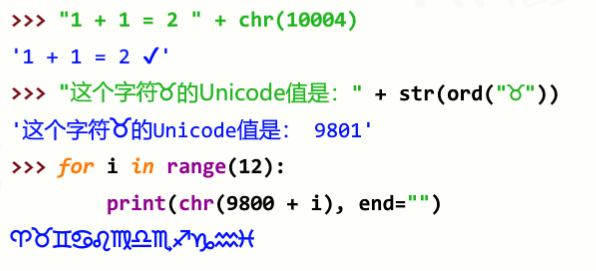 >>> "1 + 1 = 2 " + chr(10004)
'1 + 1 = 2 ✓'
>>> "这个字符♉的Unicode值是：" + str(ord("♉"))
'这个字符♉的Unicode值是： 9801'
>>> for i in range(12):
        print(chr(9800 + i), end="")
♈♉♊♋♌♍♎♏♐♑♒♓